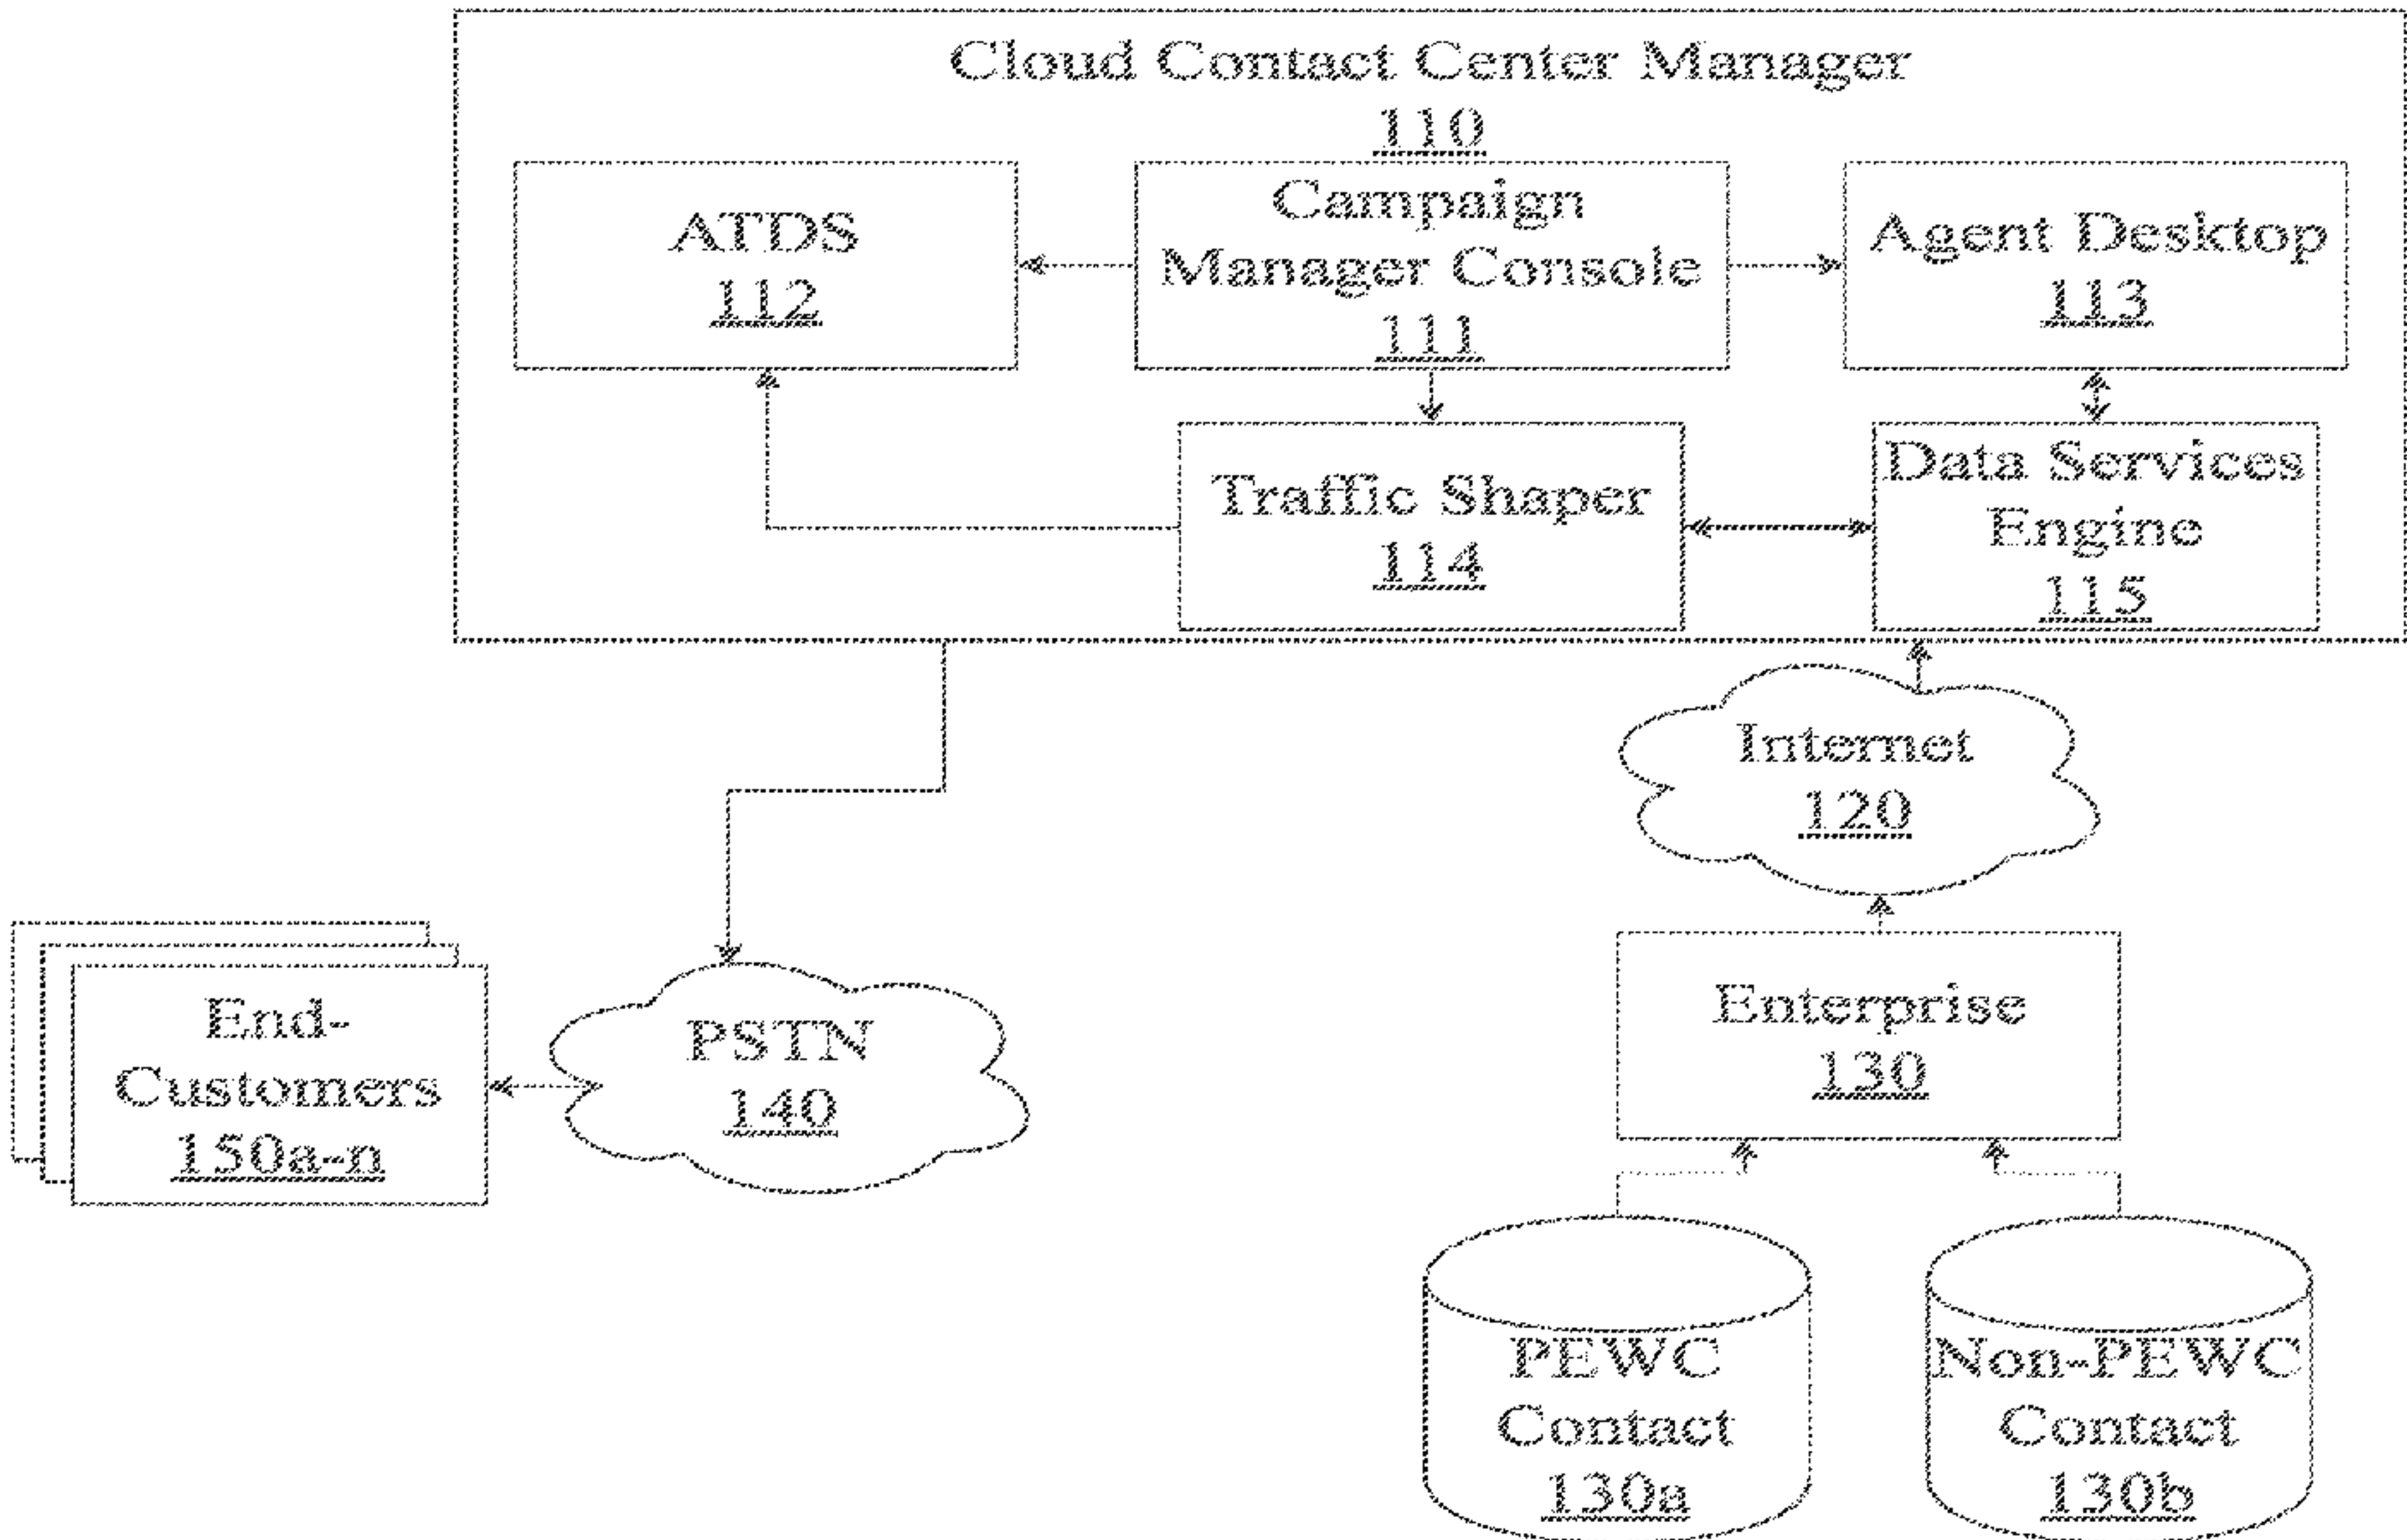 Cloud Contact Center Manager
110
ATDS
112
Campaign
Manager Console
111
Agent Desktop
113
Traffic Shaper
114
Data Services
Engine
115
Internet
120
End-
Customers
150a-n
PSTN
140
Enterprise
130
PEWC
Contact
130a
Non-PEWC
Contact
130b